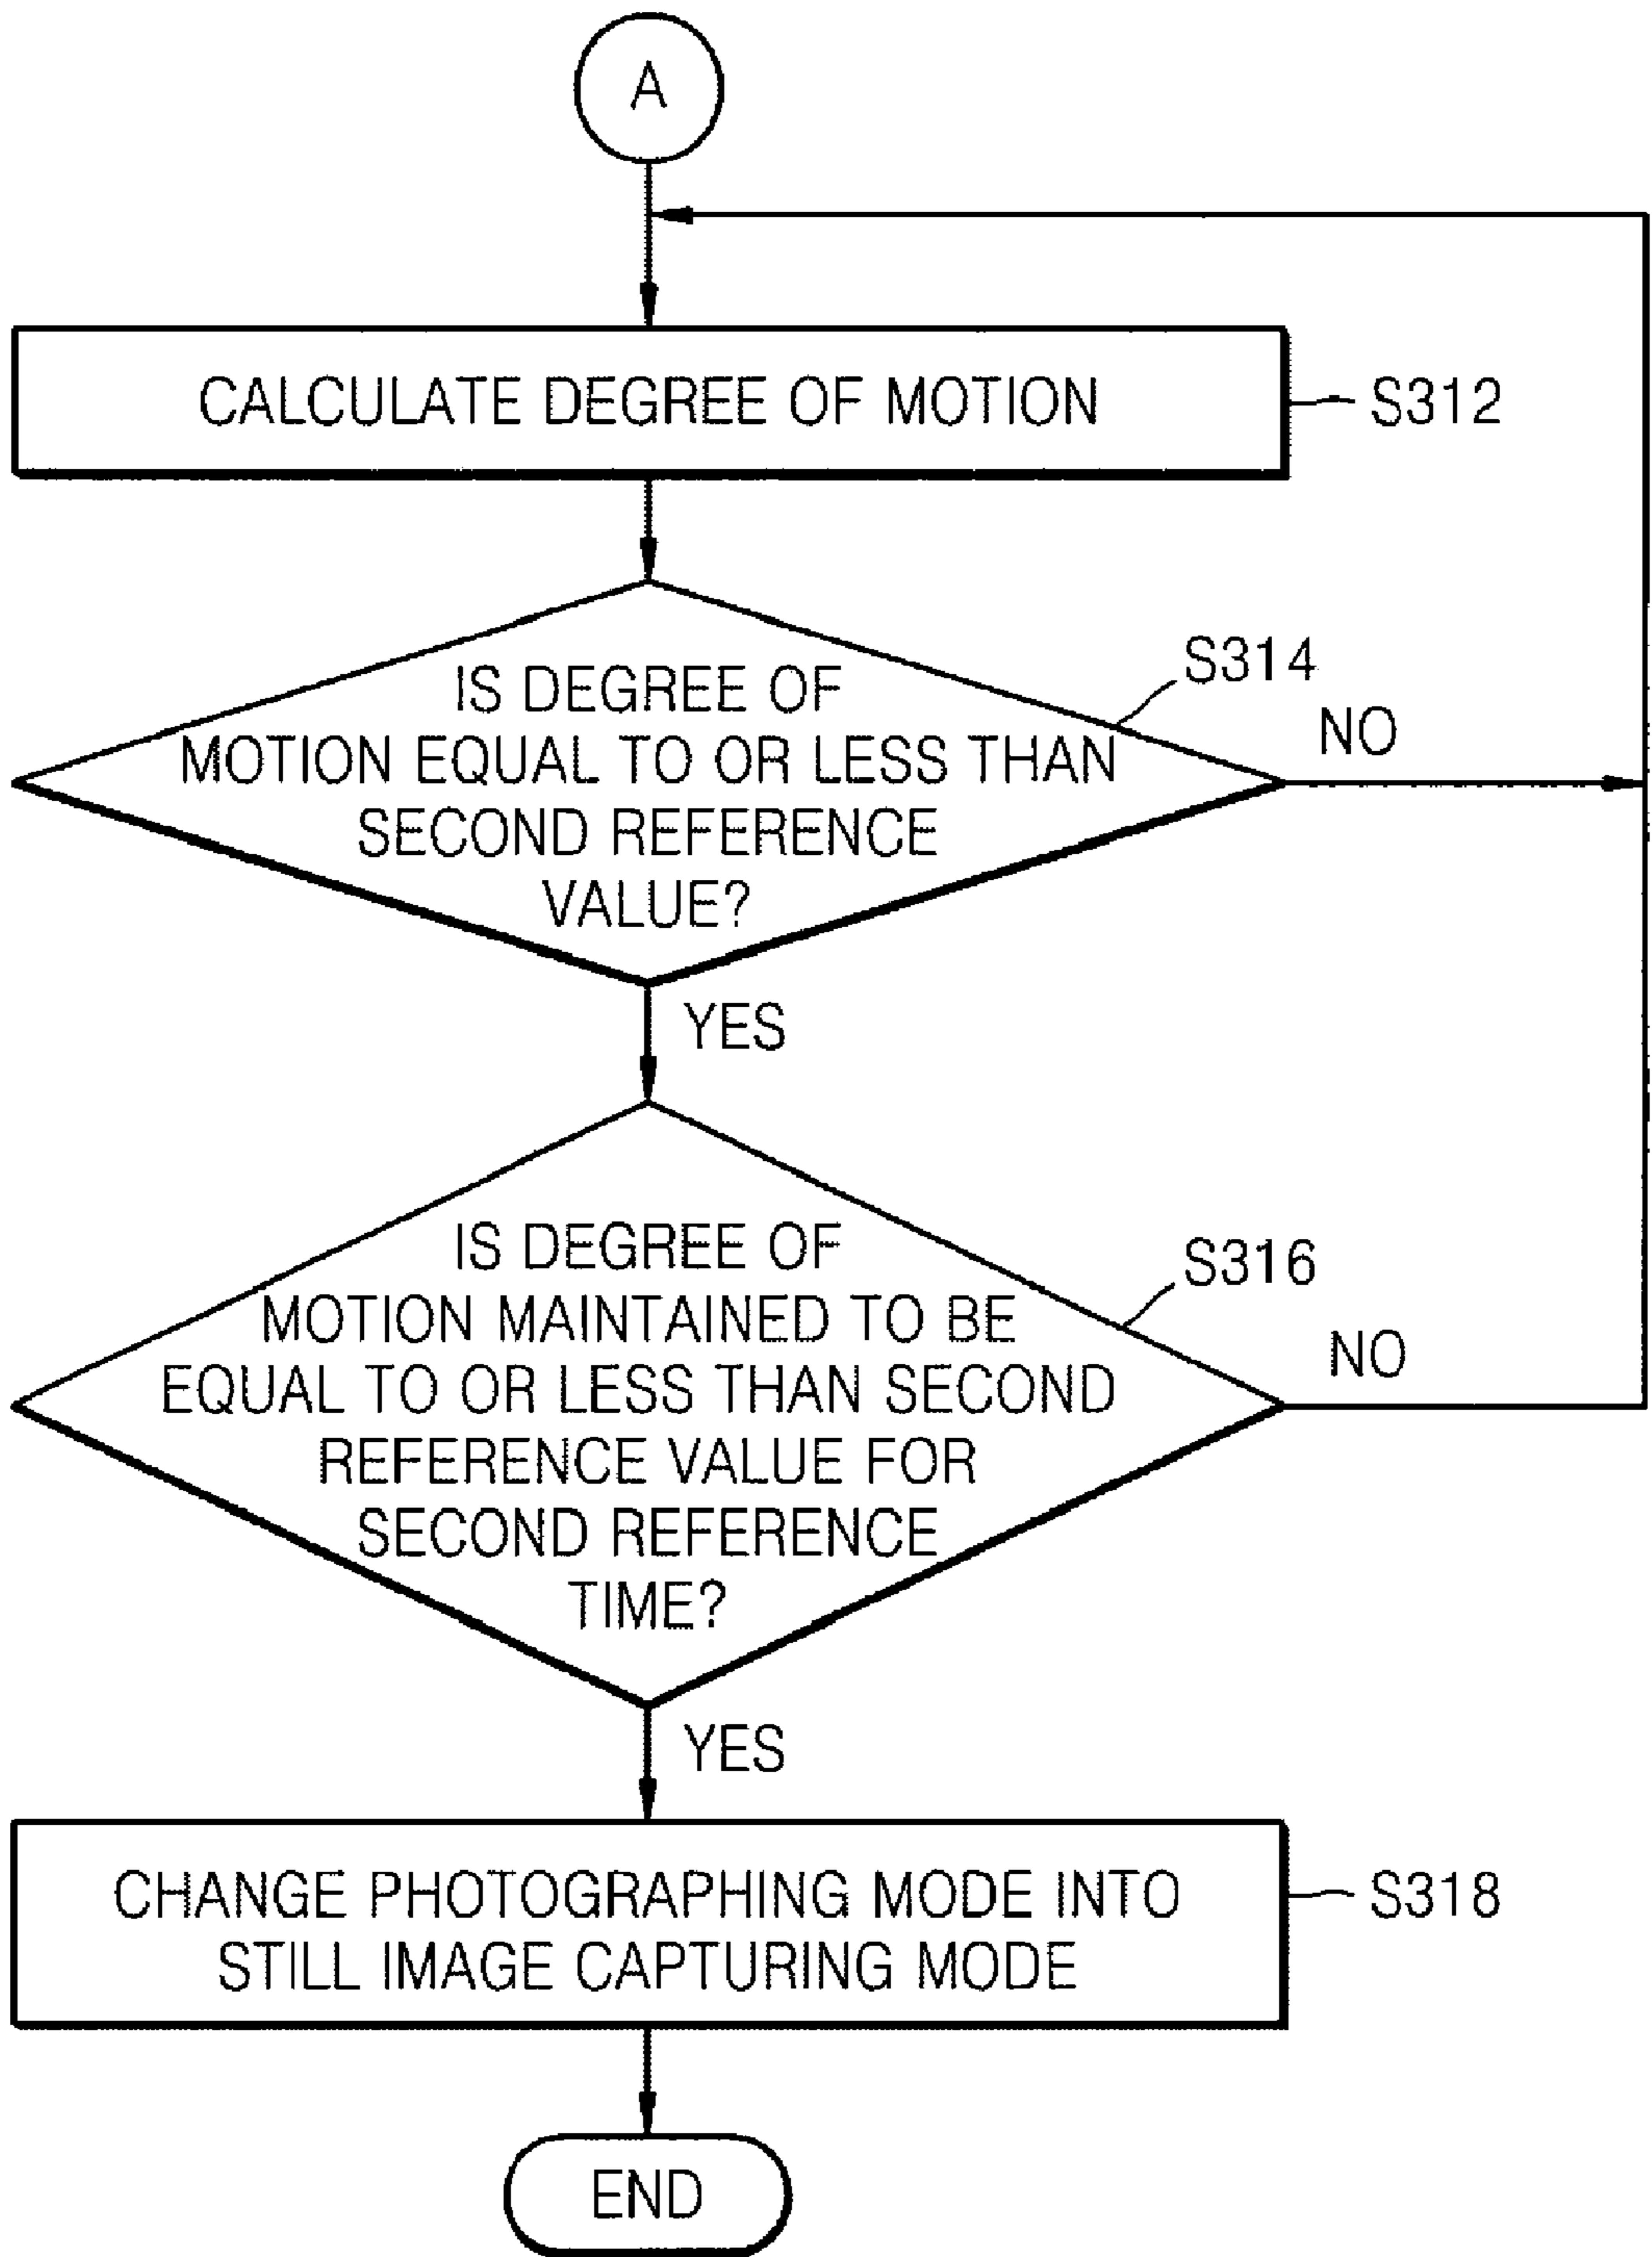 A
CALCULATE DEGREE OF MOTION
S312
IS DEGREE OF
MOTION EQUAL TO OR LESS THAN
SECOND REFERENCE
VALUE?
S314
NO
YES
IS DEGREE OF
MOTION MAINTAINED TO BE
EQUAL TO OR LESS THAN SECOND
REFERENCE VALUE FOR
SECOND REFERENCE
TIME?
S316
NO
YES
CHANGE PHOTOGRAPHING MODE INTO
STILL IMAGE CAPTURING MODE
S318
END